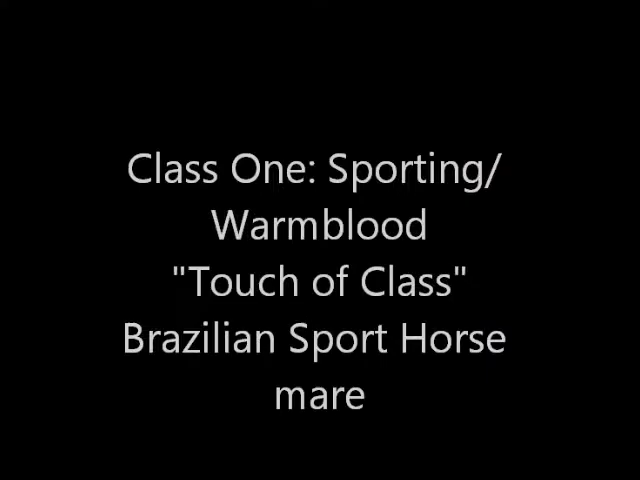 Class One: Sporting/
Warmblood
"Touch of Class"
Brazilian Sport Horse
mare